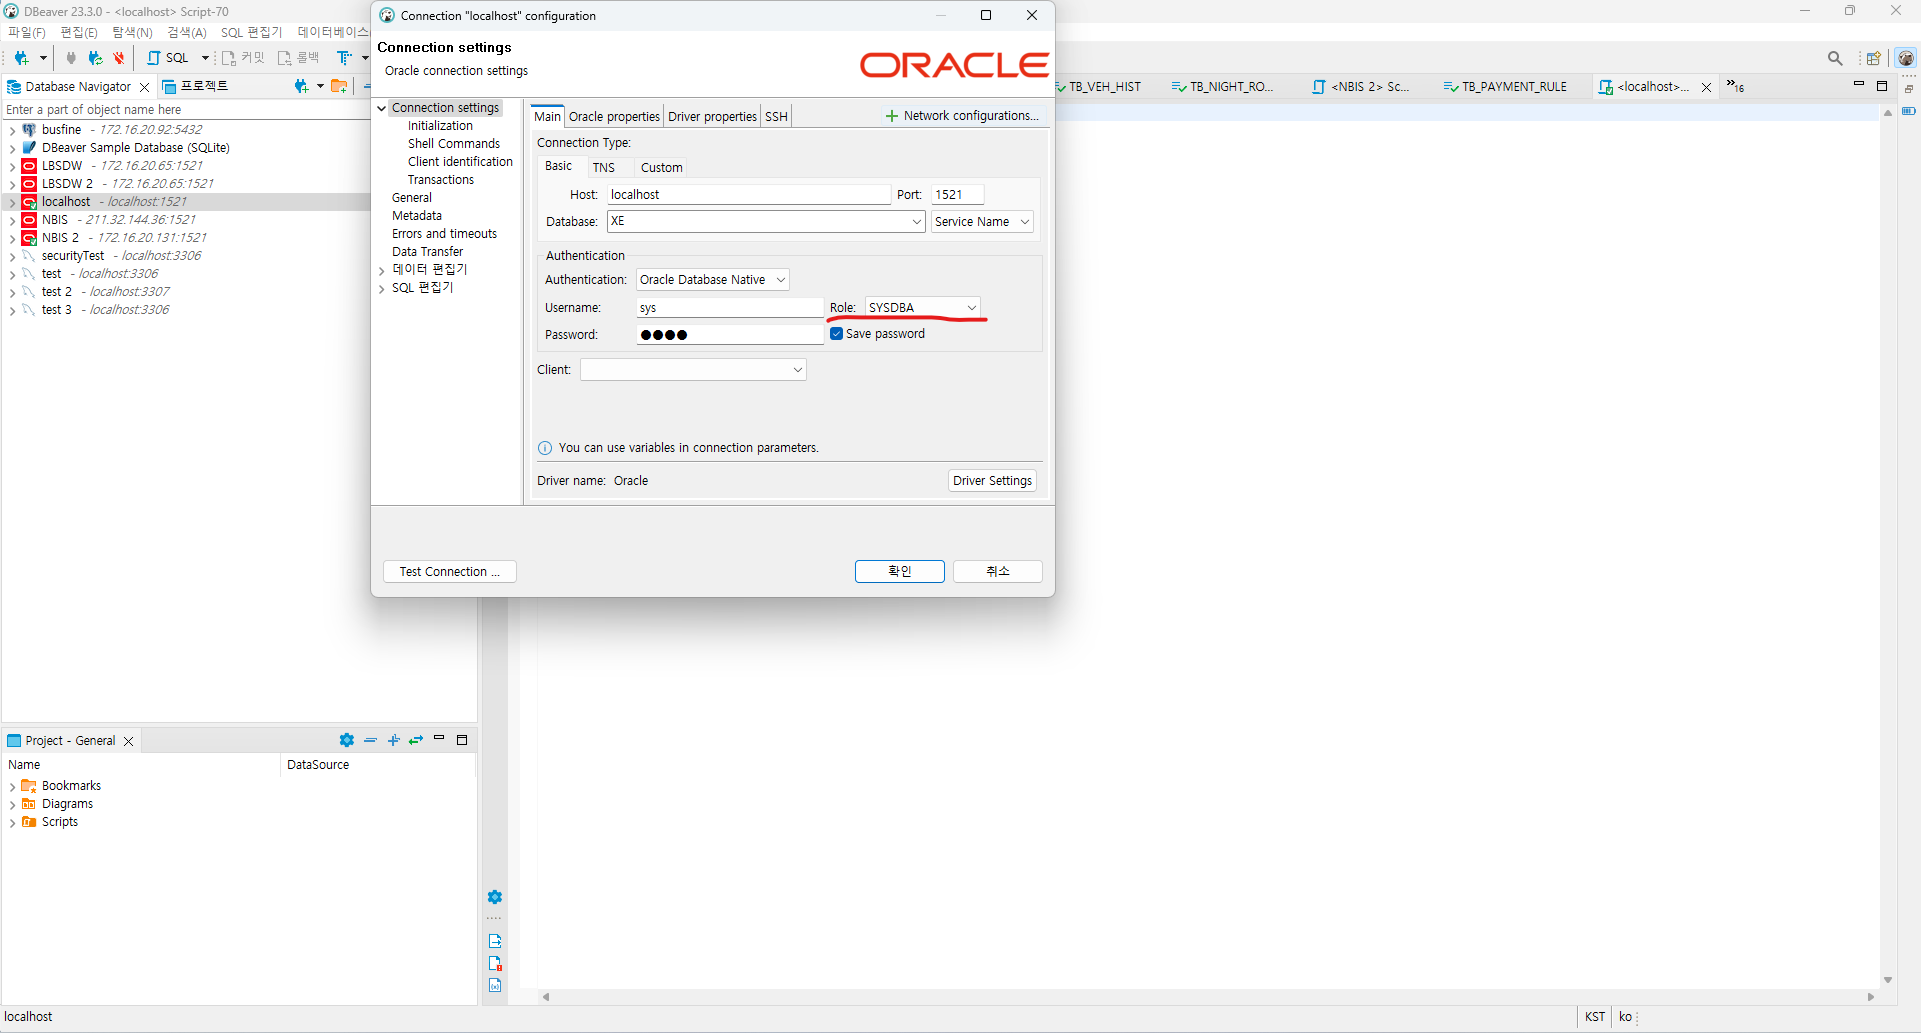 DBeaver 23.3.0 - <localhost> Script-70
파일(F) 편집(E) 탐색(N) 검색(A) SQL 편집기 데이터베이스(
SQL 커밋 롤백
Database Navigator
프로젝트
Enter a part of object name here
busfine - 172.16.20.92:5432
DBeaver Sample Database (SQLite)
LBSDW - 172.16.20.65:1521
LBSDW 2 - 172.16.20.65:1521
localhost - localhost:1521
NBIS - 211.32.144.36:1521
NBIS 2 - 172.16.20.131:1521
securityTest - localhost:3306
test - localhost:3306
test 2 - localhost:3307
test 3 - localhost:3306
Connection "localhost" configuration
Connection settings
Oracle connection settings
ORACLE
Connection settings
Initialization
Shell Commands
Client identification
Transactions
General
Metadata
Errors and timeouts
Data Transfer
데이터 편집기
SQL 편집기
Main Oracle properties Driver properties SSH
Network configurations...
Connection Type:
Basic TNS Custom
Host: localhost Port: 1521
Database: XE Service Name
Authentication
Authentication: Oracle Database Native
Username: sys Role: SYSDBA
Password: ●●●● Save password
Client:
You can use variables in connection parameters.
Driver name: Oracle Driver Settings
Test Connection ... 확인 취소
TB_VEH_HIST TB_NIGHT_RO... <NBIS 2> Sc... TB_PAYMENT_RULE <localhost>... »16
Project - General
Name DataSource
Bookmarks
Diagrams
Scripts
localhost KST ko